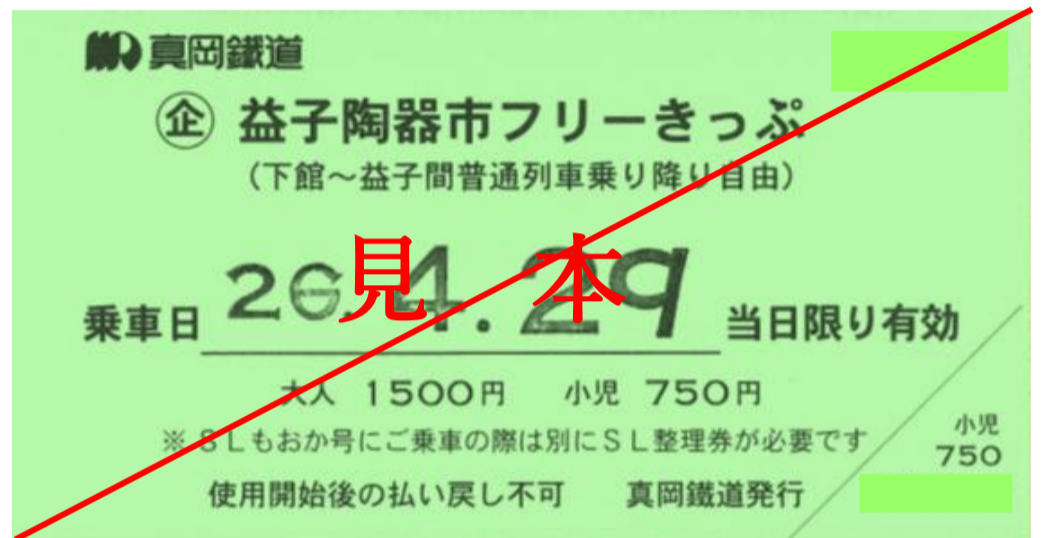 真岡鐵道
㊭ 益子陶器市フリーきっぷ
(下館～益子間普通列車乗り降り自由)
見本
乗車日 26.4.29 当日限り有効
大人 1500円 小児 750円
※SLもおか号にご乗車の際は別にSL整理券が必要です
小児
750
使用開始後の払い戻し不可 真岡鐵道発行